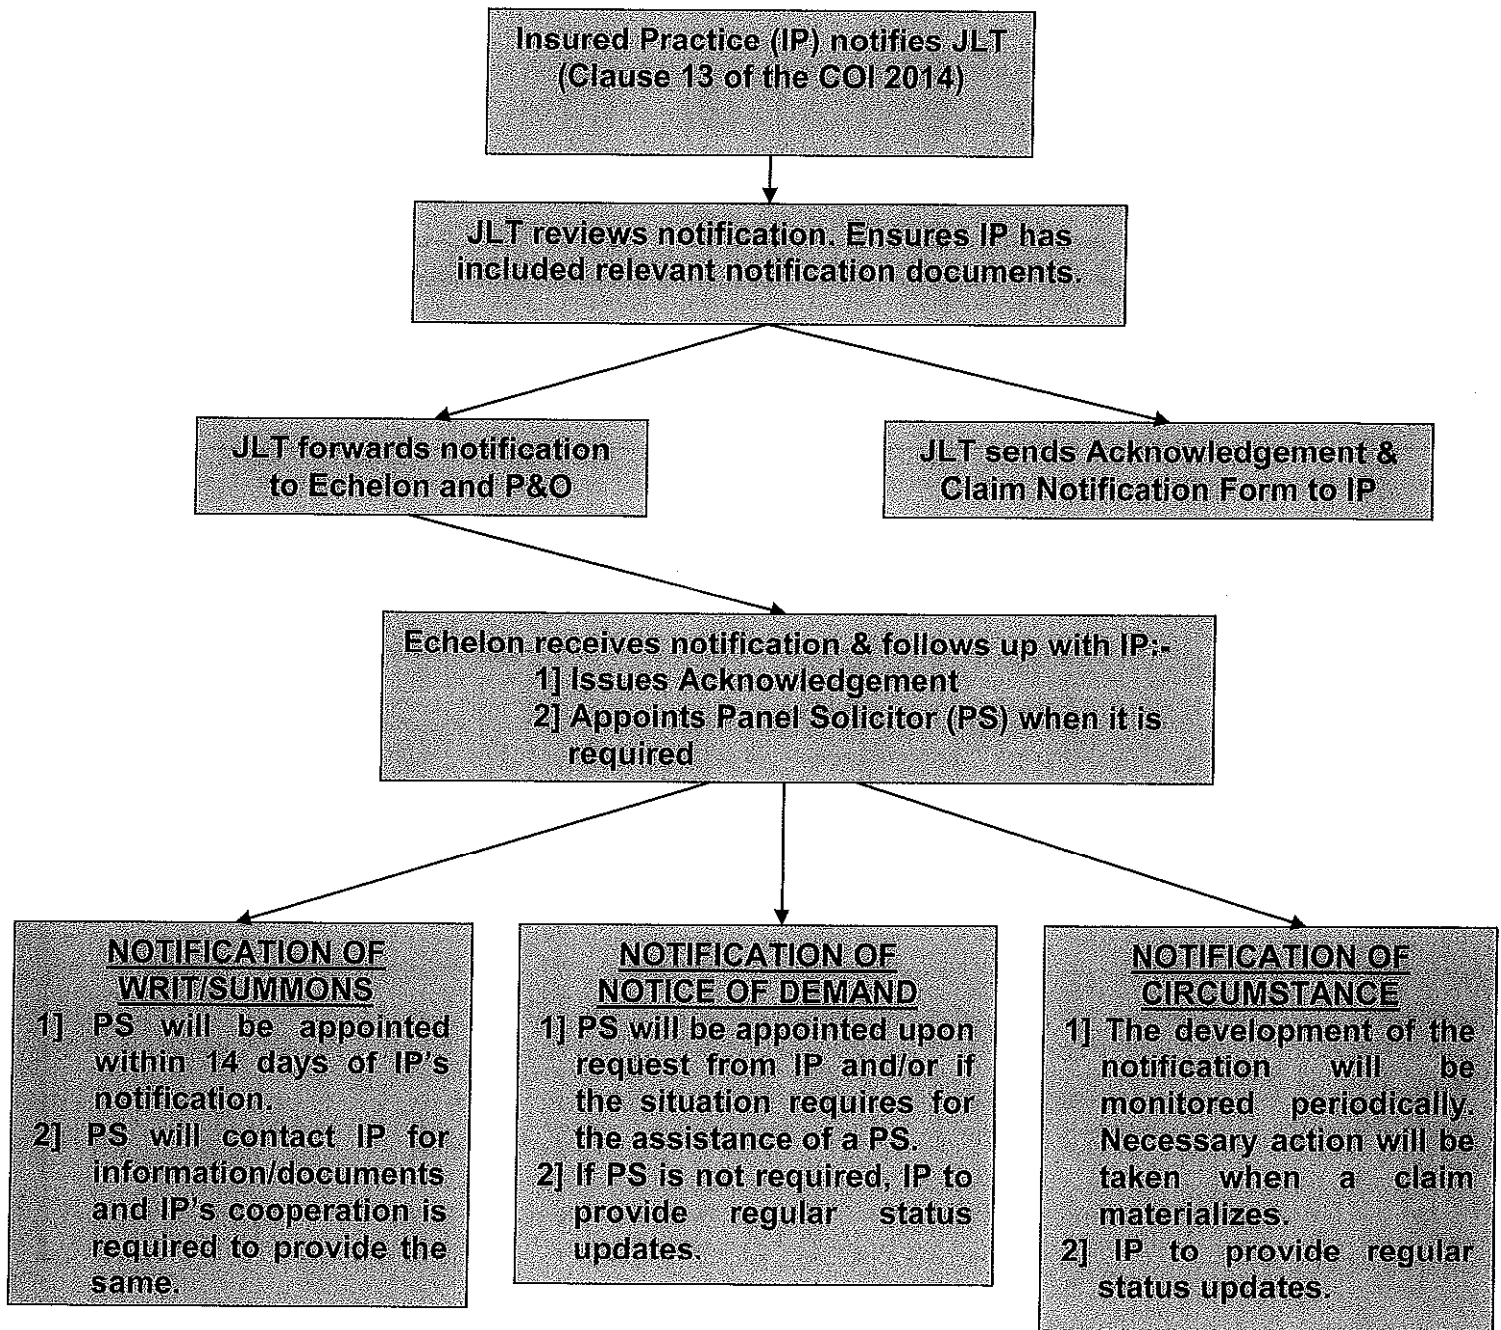 Insured Practice (IP) notifies JLT
(Clause 13 of the COI 2014)
JLT reviews notification. Ensures IP has
included relevant notification documents.
JLT forwards notification
to Echelon and P&O
JLT sends Acknowledgement &
Claim Notification Form to IP
Echelon receives notification & follows up with IP:-
1] Issues Acknowledgement
2] Appoints Panel Solicitor (PS) when it is
required
NOTIFICATION OF
WRIT/SUMMONS
1] PS will be appointed
within 14 days of IP's
notification.
2] PS will contact IP for
information/documents
and IP's cooperation is
required to provide the
same.
NOTIFICATION OF
NOTICE OF DEMAND
1] PS will be appointed upon
request from IP and/or if
the situation requires for
the assistance of a PS.
2] If PS is not required, IP to
provide regular status
updates.
NOTIFICATION OF
CIRCUMSTANCE
1] The development of the
notification will be
monitored periodically.
Necessary action will be
taken when a claim
materializes.
2] IP to provide regular
status updates.